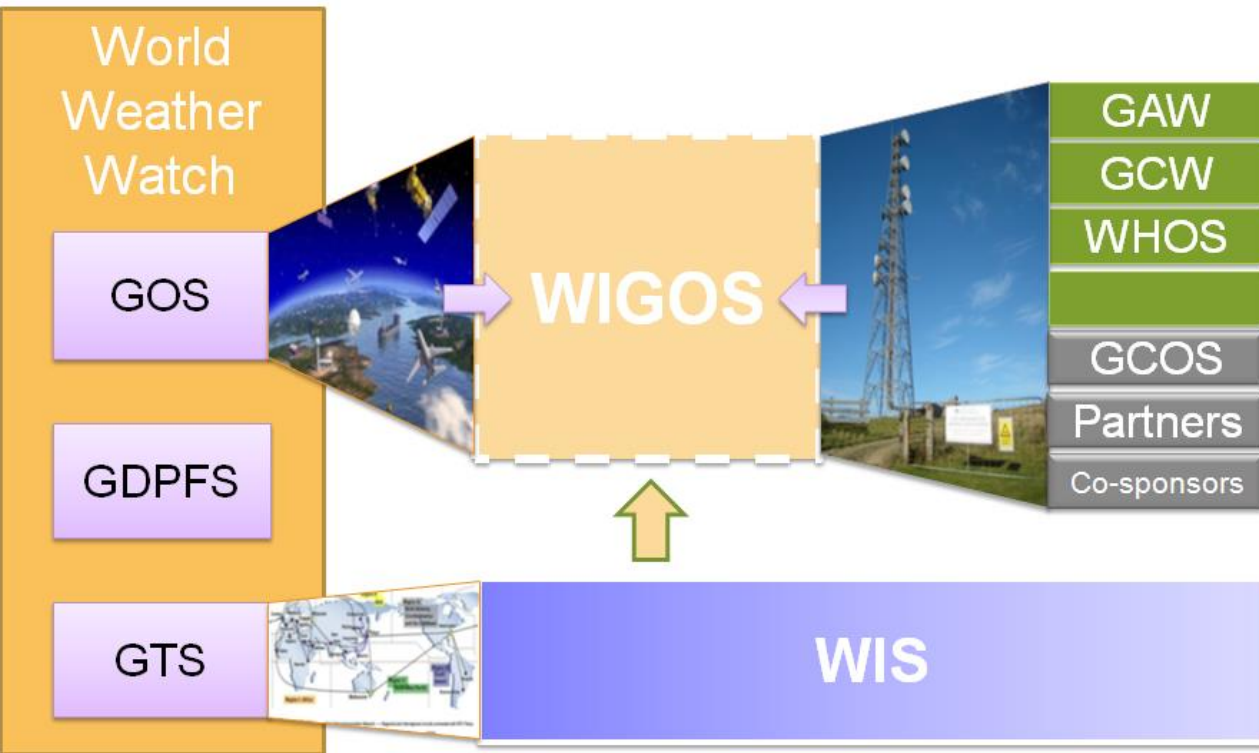 World
Weather
Watch
GOS
GDPFS
GTS
WIGOS
GAW
GCW
WHOS
GCOS
Partners
Co-sponsors
WIS